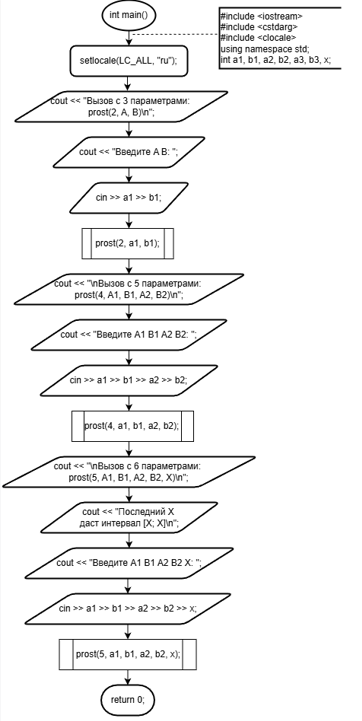 int main()
#include <iostream>
#include <cstdarg>
#include <clocale>
using namespace std;
int a1, b1, a2, b2, a3, b3, x;
setlocale(LC_ALL, "ru");
cout << "Вызов с 3 параметрами:
prost(2, A, B)\n";
cout << "Введите A B: ";
cin >> a1 >> b1;
prost(2, a1, b1);
cout << "\nВызов с 5 параметрами:
prost(4, A1, B1, A2, B2)\n";
cout << "Введите A1 B1 A2 B2: ";
cin >> a1 >> b1 >> a2 >> b2;
prost(4, a1, b1, a2, b2);
cout << "\nВызов с 6 параметрами:
prost(5, A1, B1, A2, B2, X)\n";
cout << "Последний X
даст интервал [X; X]\n";
cout << "Введите A1 B1 A2 B2 X: ";
cin >> a1 >> b1 >> a2 >> b2 >> x;
prost(5, a1, b1, a2, b2, x);
return 0;